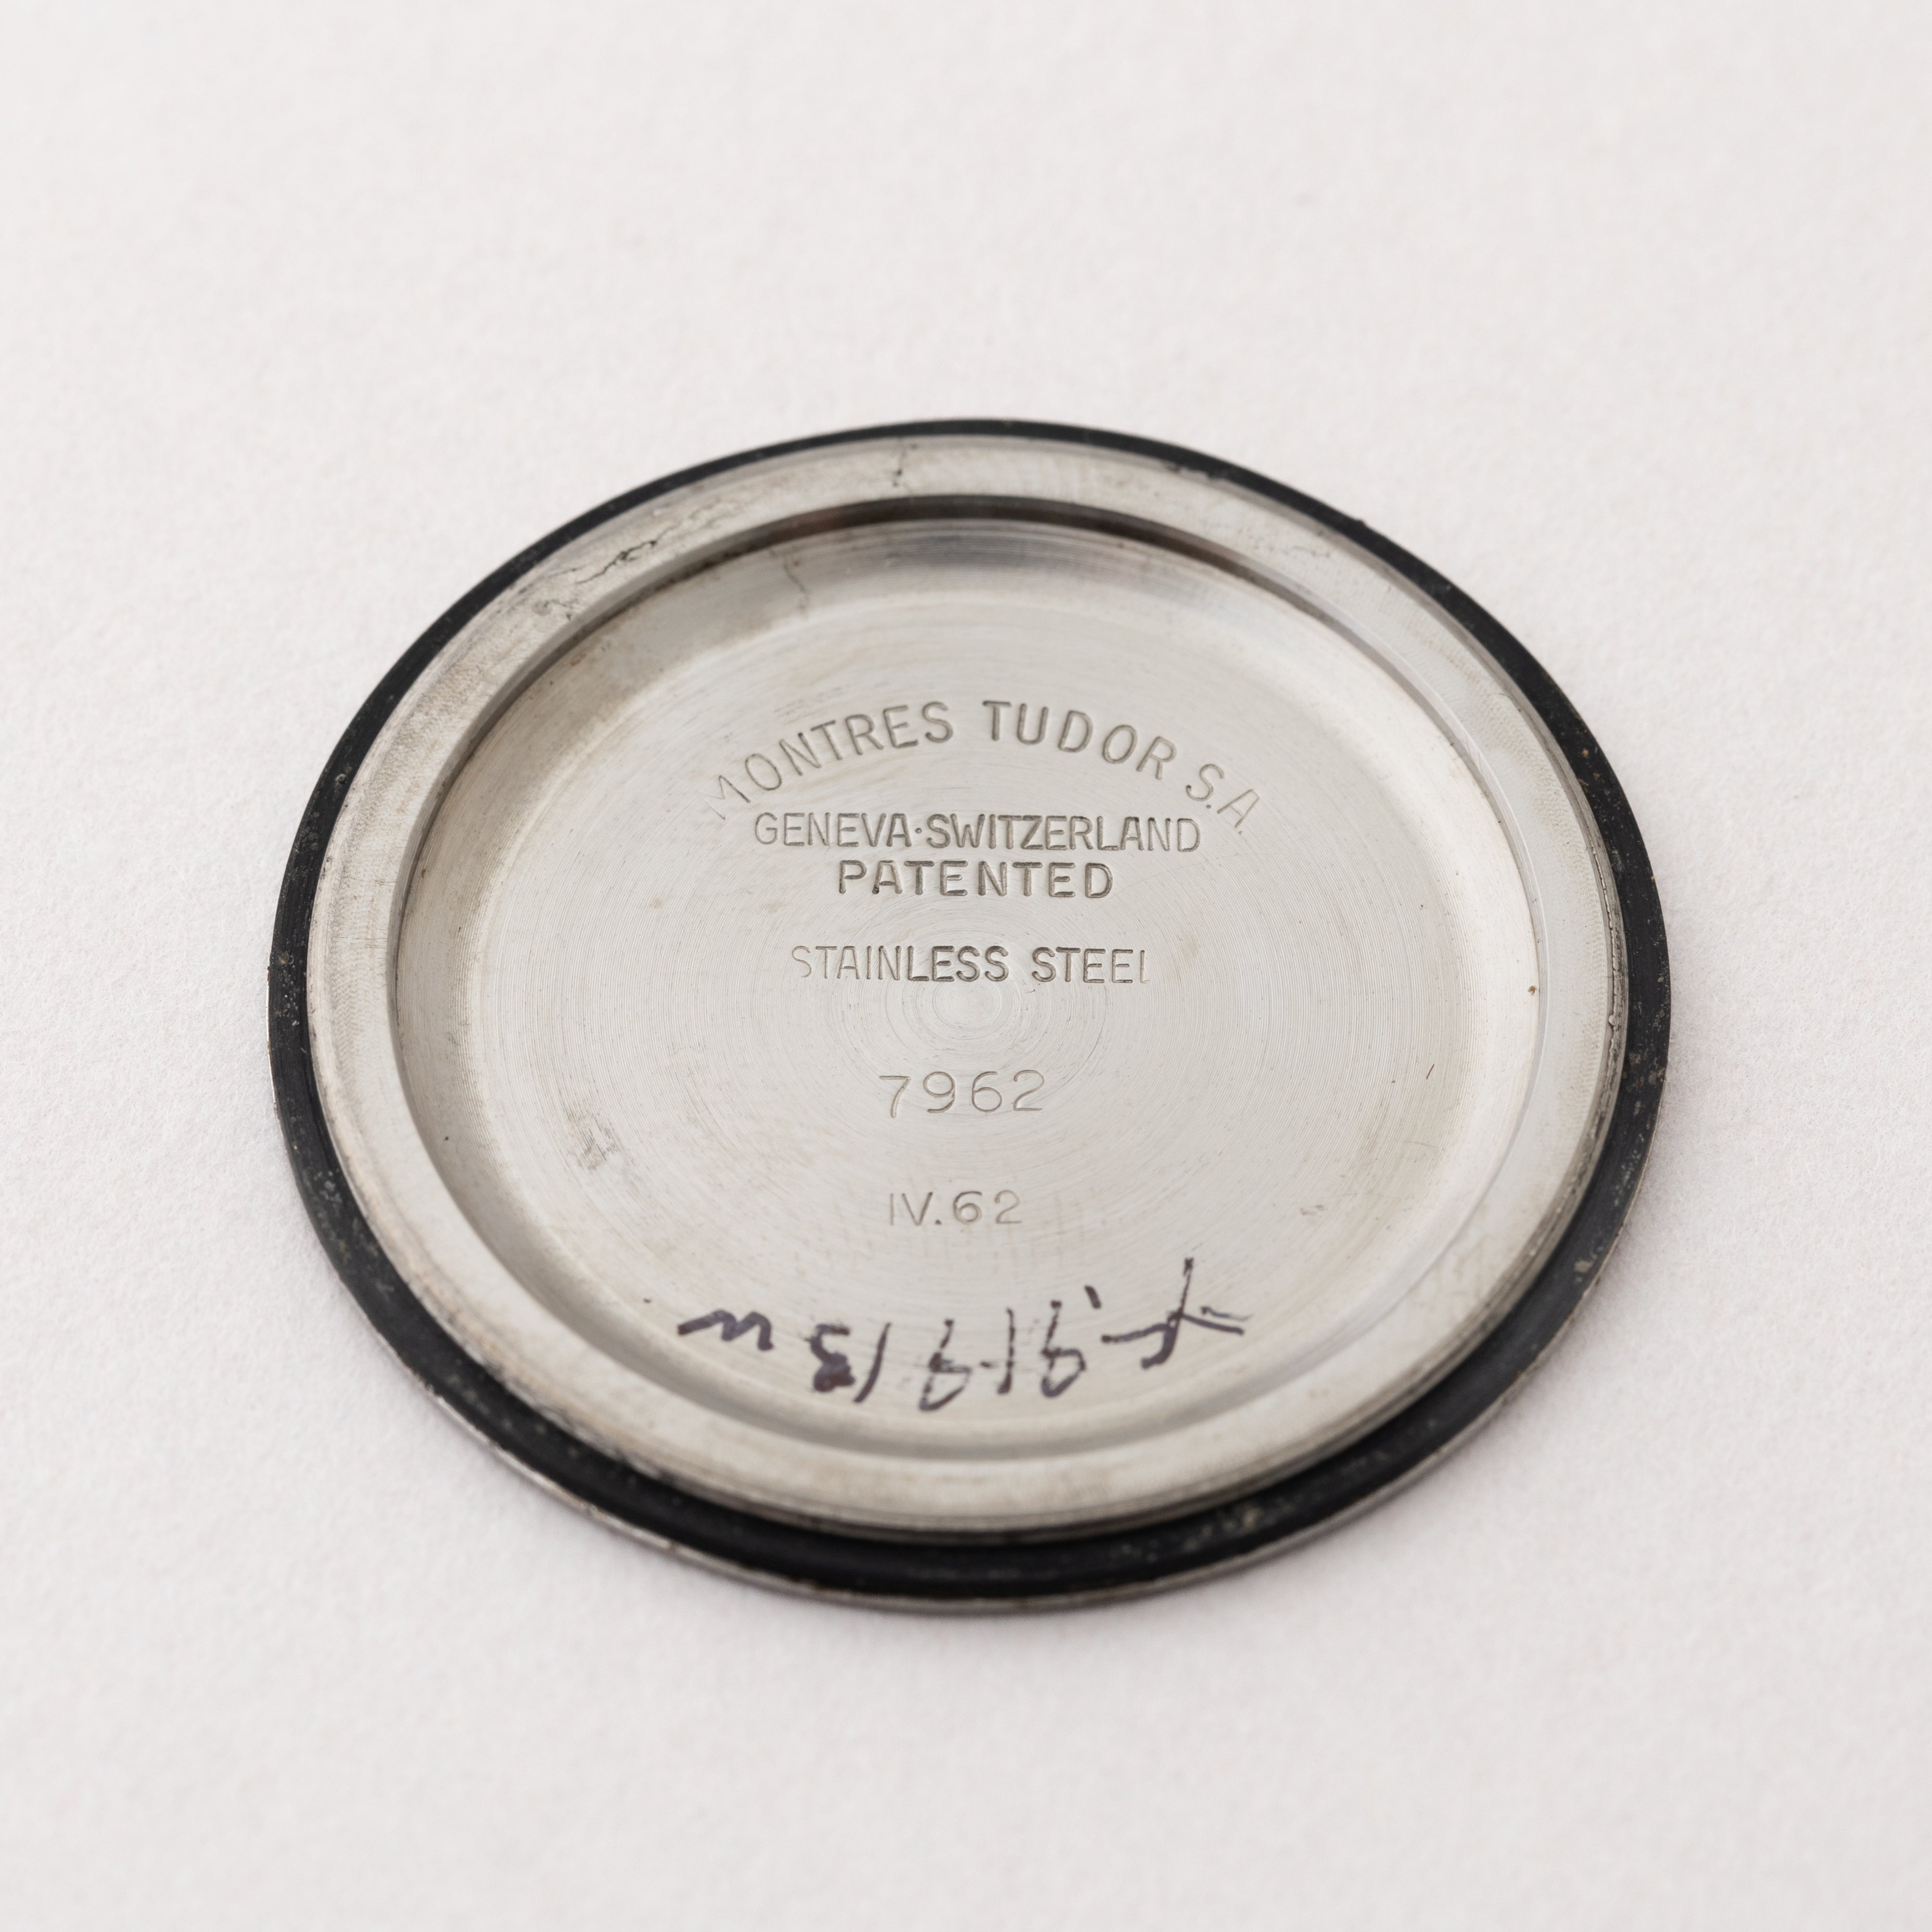 MONTRES TUDOR S.A.
GENEVA·SWITZERLAND
PATENTED
STAINLESS STEEL
7962
IV.62